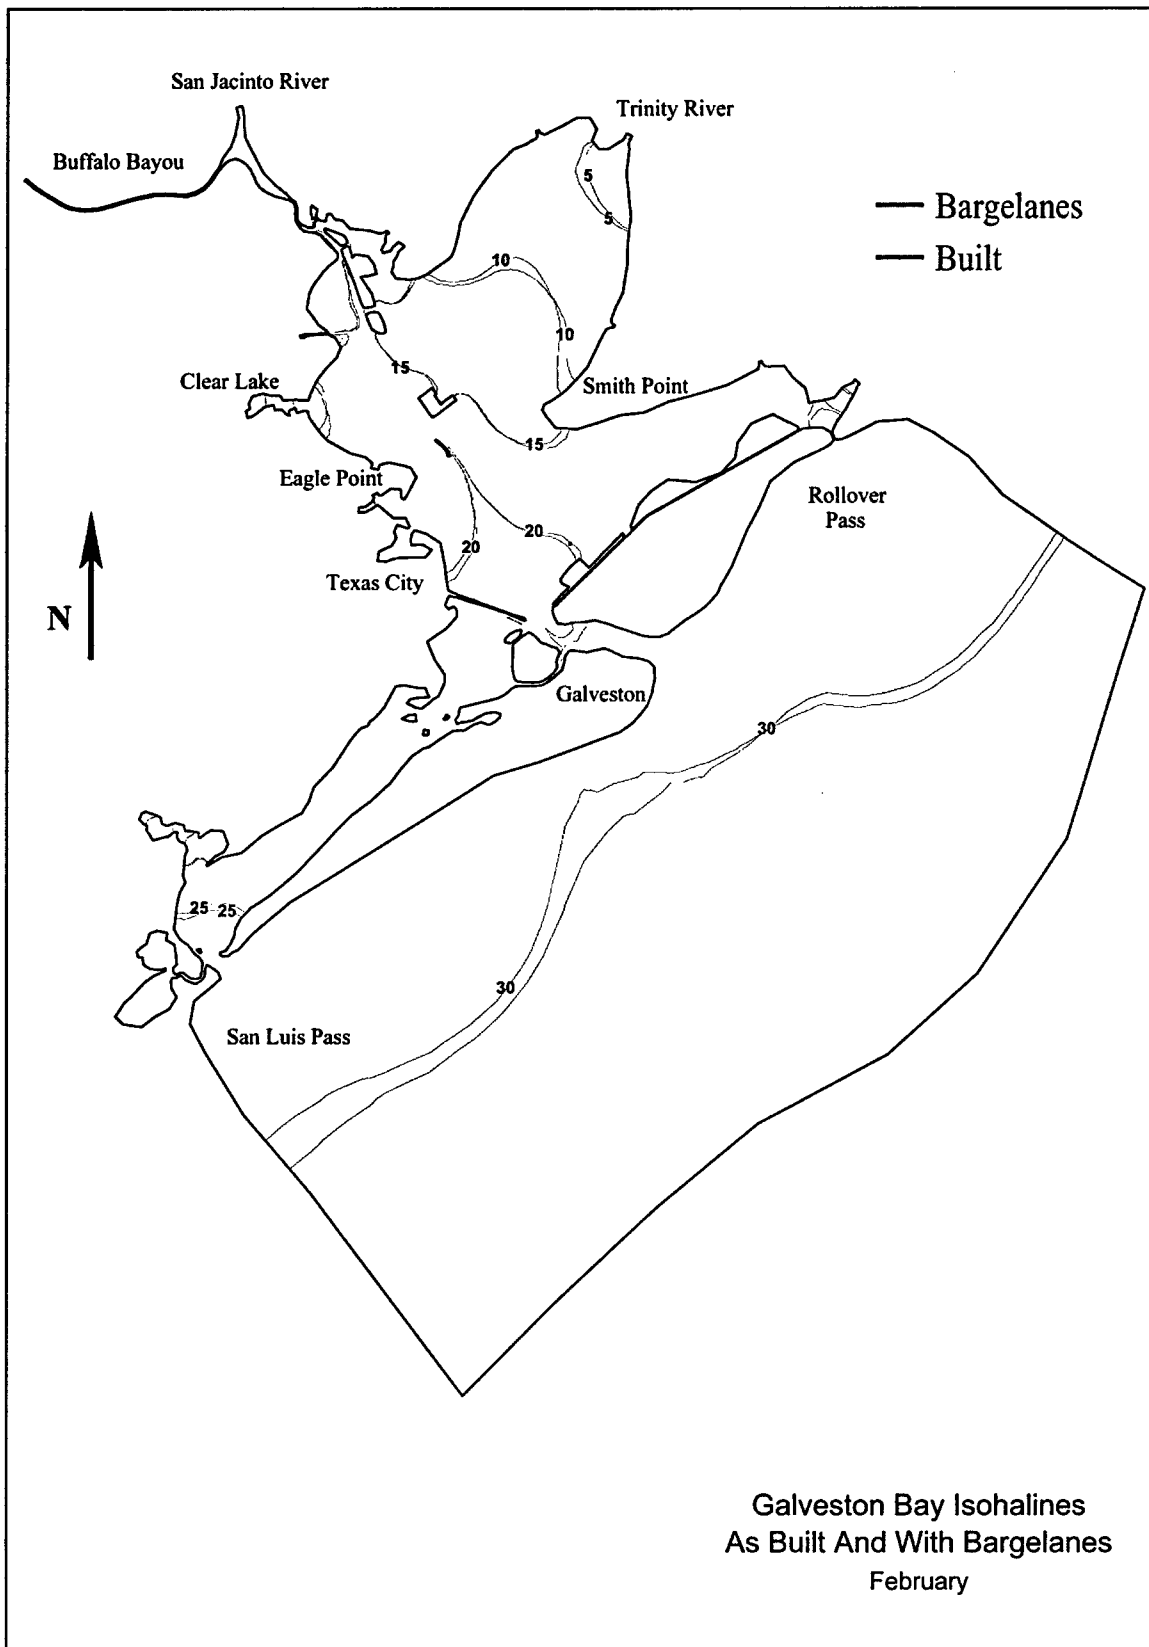 San Jacinto River
Trinity River
Buffalo Bayou
5
5
Bargelanes
Built
10
10
15
Clear Lake
Smith Point
15
Eagle Point
Rollover
Pass
20
20
Texas City
N
Galveston
30
25 25
30
San Luis Pass
Galveston Bay Isohalines
As Built And With Bargelanes
February